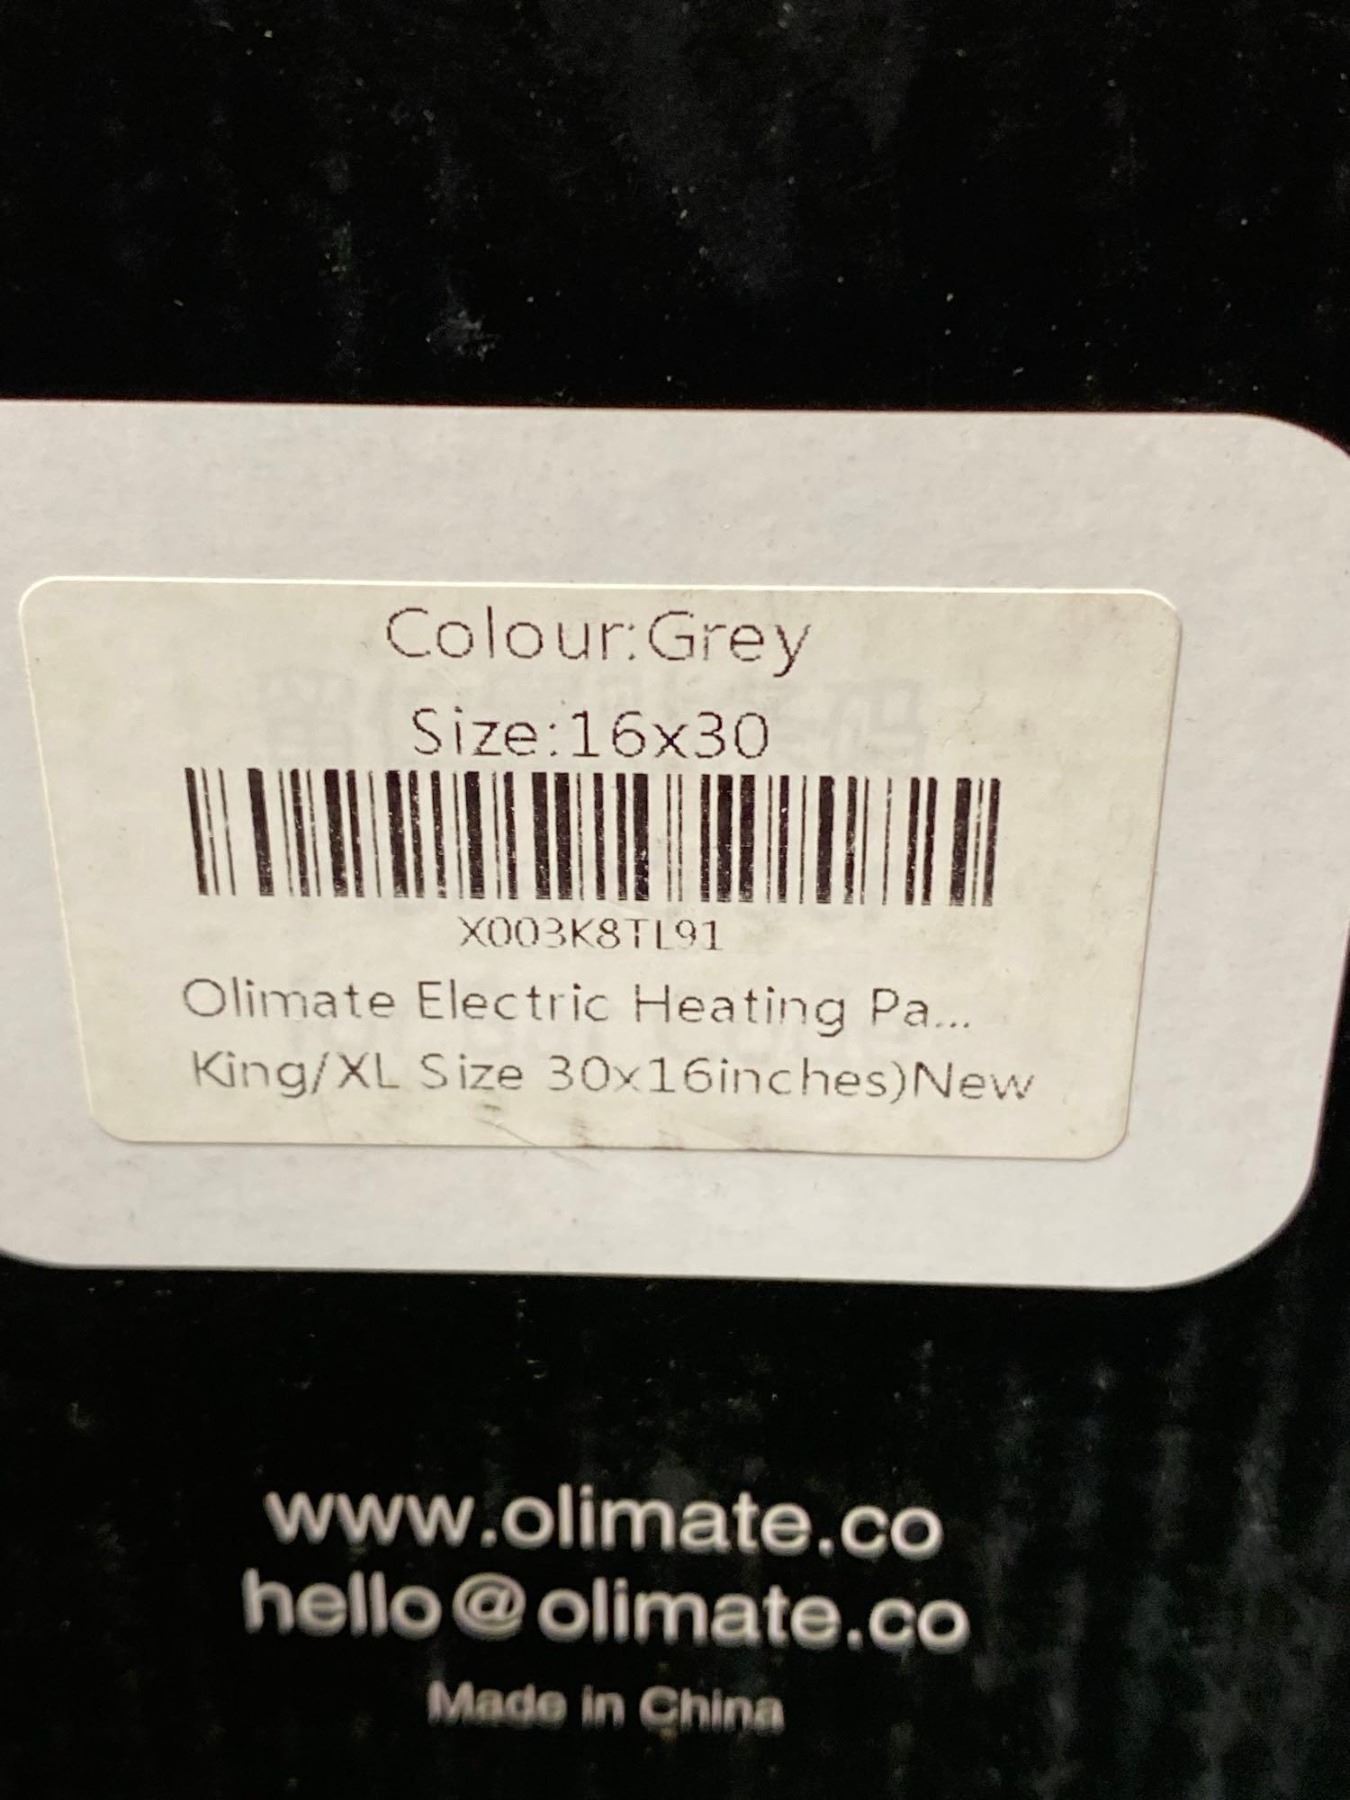 Colour:Grey
Size:16x30
X003K8TL91
Olimate Electric Heating Pa...
King/XL Size 30x16inches)New
www.olimate.co
hello@olimate.co
Made in China